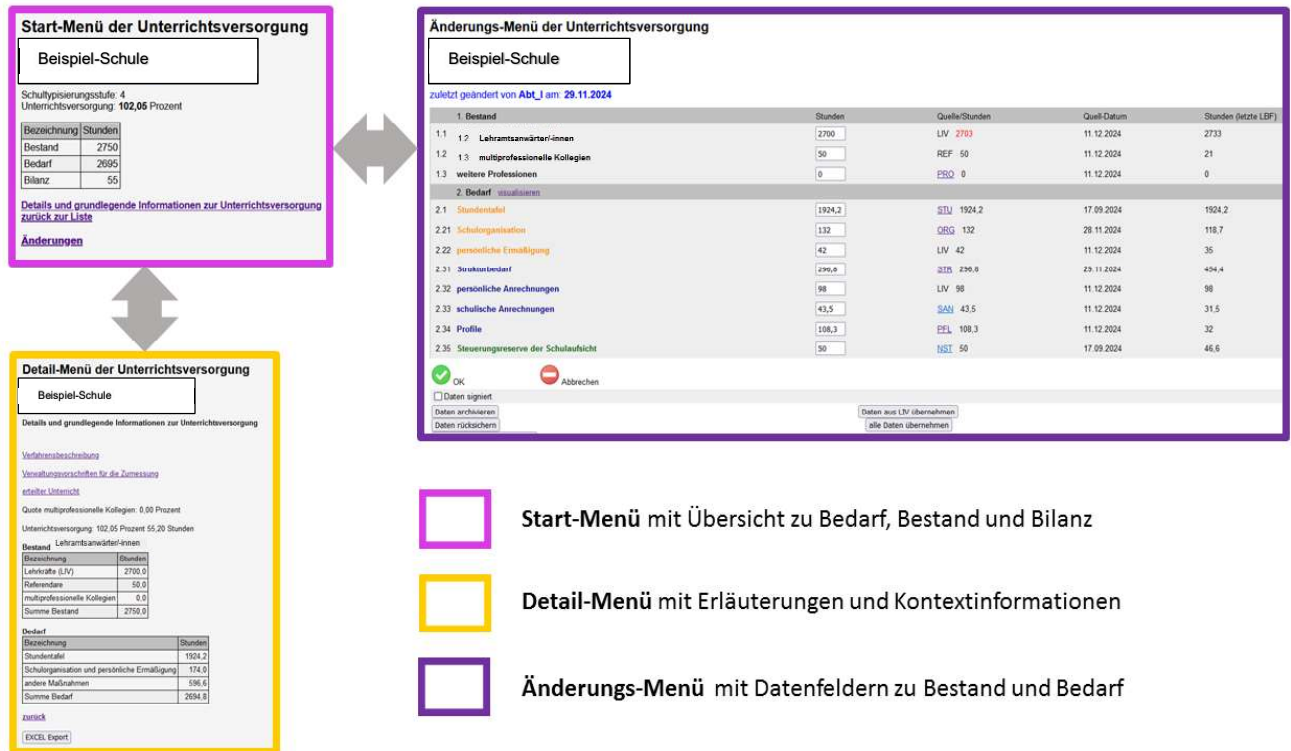 Start-Menü der Unterrichtsversorgung
Beispiel-Schule
Schultypisierungsstufe: 4
Unterrichtsversorgung: 102,05 Prozent
Bezeichnung Stunden
Bestand 2750
Bedarf 2695
Bilanz 55
Details und grundlegende Informationen zur Unterrichtsversorgung
zurück zur Liste
Änderungen
Änderungs-Menü der Unterrichtsversorgung
Beispiel-Schule
zuletzt geändert von Abt_I am: 29.11.2024
1. Bestand Stunden Quelle/Stunden Quell-Datum Stunden (letzte LBF)
1.1 1.2 Lehramtsanwärter/-innen 2700 LIV 2703 11.12.2024 2733
1.2 1.3 multiprofessionelle Kollegien 50 REF 50 11.12.2024 21
1.3 weitere Professionen 0 PRO 0 11.12.2024 0
2. Bedarf visualisieren
2.1 Stundentafel 1924,2 STU 1924,2 17.09.2024 1924,2
2.21 Schulorganisation 132 ORG 132 28.11.2024 118,7
2.22 persönliche Ermäßigung 42 LIV 42 11.12.2024 35
2.31 Strukturbedarf 296,8 STR 296,8 29.11.2024 454,4
2.32 persönliche Anrechnungen 98 LIV 98 11.12.2024 98
2.33 schulische Anrechnungen 43,5 SAN 43,5 11.12.2024 31,5
2.34 Profile 108,3 PFL 108,3 11.12.2024 32
2.35 Steuerungsreserve der Schulaufsicht 50 NST 50 17.09.2024 46,6
OK Abbrechen
Daten signiert
Daten archivieren Daten aus LIV übernehmen
Daten rücksichern alle Daten übernehmen
Detail-Menü der Unterrichtsversorgung
Beispiel-Schule
Details und grundlegende Informationen zur Unterrichtsversorgung
Verfahrensbeschreibung
Verwaltungsvorschriften für die Zumessung
erteilter Unterricht
Quote multiprofessionelle Kollegien: 0,00 Prozent
Unterrichtsversorgung: 102,05 Prozent 55,20 Stunden
Bestand Lehramtsanwärter/-innen
Bezeichnung Stunden
Lehrkräfte (LIV) 2700,0
Referendare 50,0
multiprofessionelle Kollegien 0,0
Summe Bestand 2750,0
Bedarf
Bezeichnung Stunden
Stundentafel 1924,2
Schulorganisation und persönliche Ermäßigung 174,0
andere Maßnahmen 596,6
Summe Bedarf 2694,8
zurück
EXCEL Export
Start-Menü mit Übersicht zu Bedarf, Bestand und Bilanz
Detail-Menü mit Erläuterungen und Kontextinformationen
Änderungs-Menü mit Datenfeldern zu Bestand und Bedarf